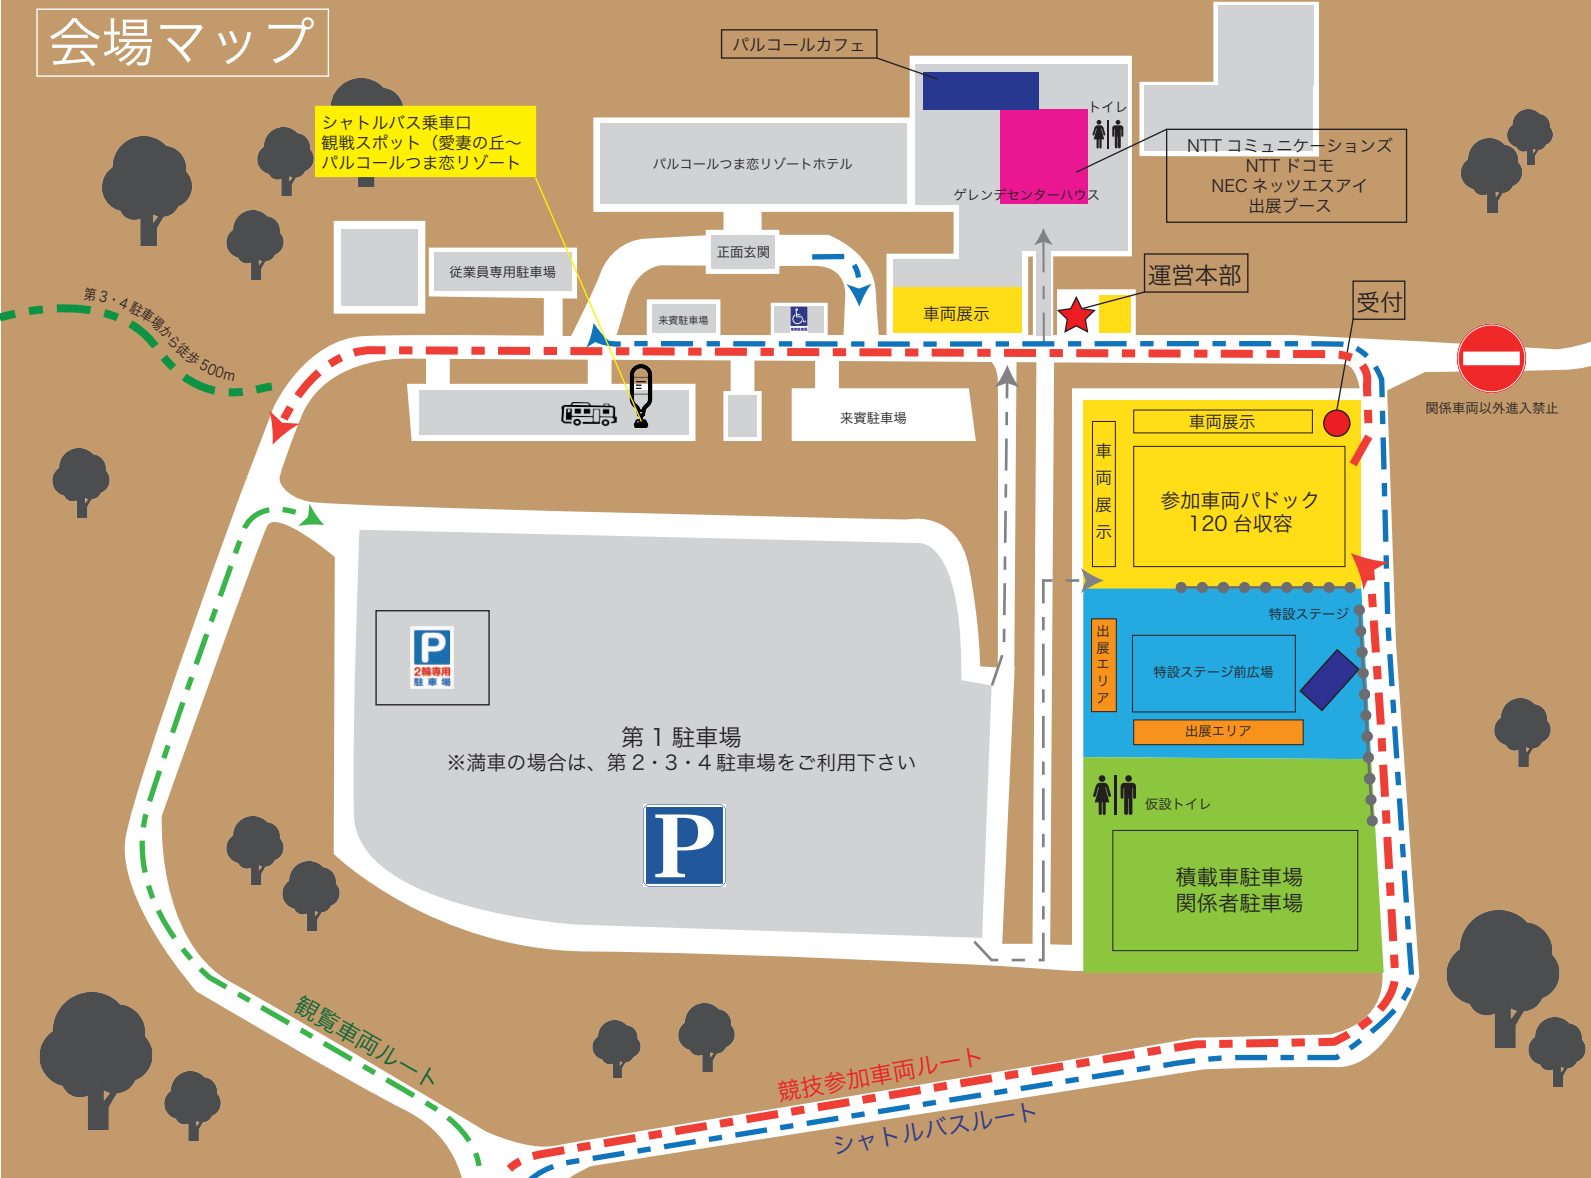 会場マップ
パルコールカフェ
シャトルバス乗車口
観戦スポット（愛妻の丘～
パルコールつま恋リゾート
トイレ
パルコールつま恋リゾートホテル
NTT コミュニケーションズ
NTT ドコモ
NEC ネッツエスアイ
出展ブース
ゲレンデセンターハウス
正面玄関
従業員専用駐車場
運営本部
受付
第 3・4 駐車場から徒歩 500m
来賓駐車場
車両展示
関係車両以外進入禁止
来賓駐車場
車両展示
車両展示
参加車両パドック
120 台収容
特設ステージ
出展エリア
特設ステージ前広場
出展エリア
P
2輪専用
駐車場
第 1 駐車場
※満車の場合は、第 2・3・4 駐車場をご利用下さい
P
仮設トイレ
積載車駐車場
関係者駐車場
観覧車両ルート
競技参加車両ルート
シャトルバスルート